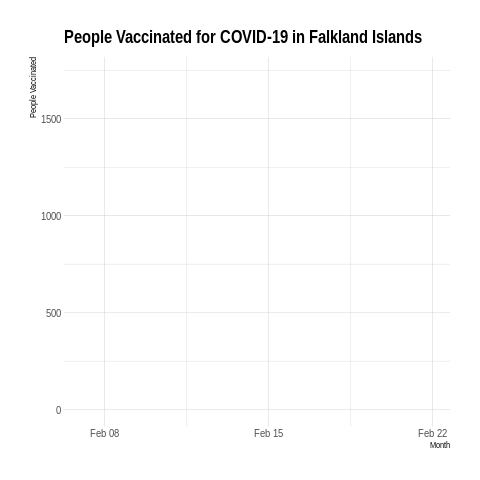 People Vaccinated for COVID-19 in Falkland Islands
People Vaccinated
1500
1000
500
0
Feb 08
Feb 15
Feb 22
Month